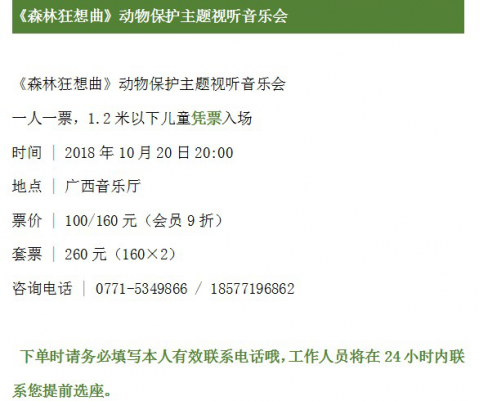 《森林狂想曲》动物保护主题视听音乐会
《森林狂想曲》动物保护主题视听音乐会
一人一票，1.2 米以下儿童凭票入场
时间 | 2018 年 10 月 20 日 20:00
地点 | 广西音乐厅
票价 | 100/160 元（会员 9 折）
套票 | 260 元（160×2）
咨询电话 | 0771-5349866 / 18577196862
下单时请务必填写本人有效联系电话哦，工作人员将在 24 小时内联
系您提前选座。